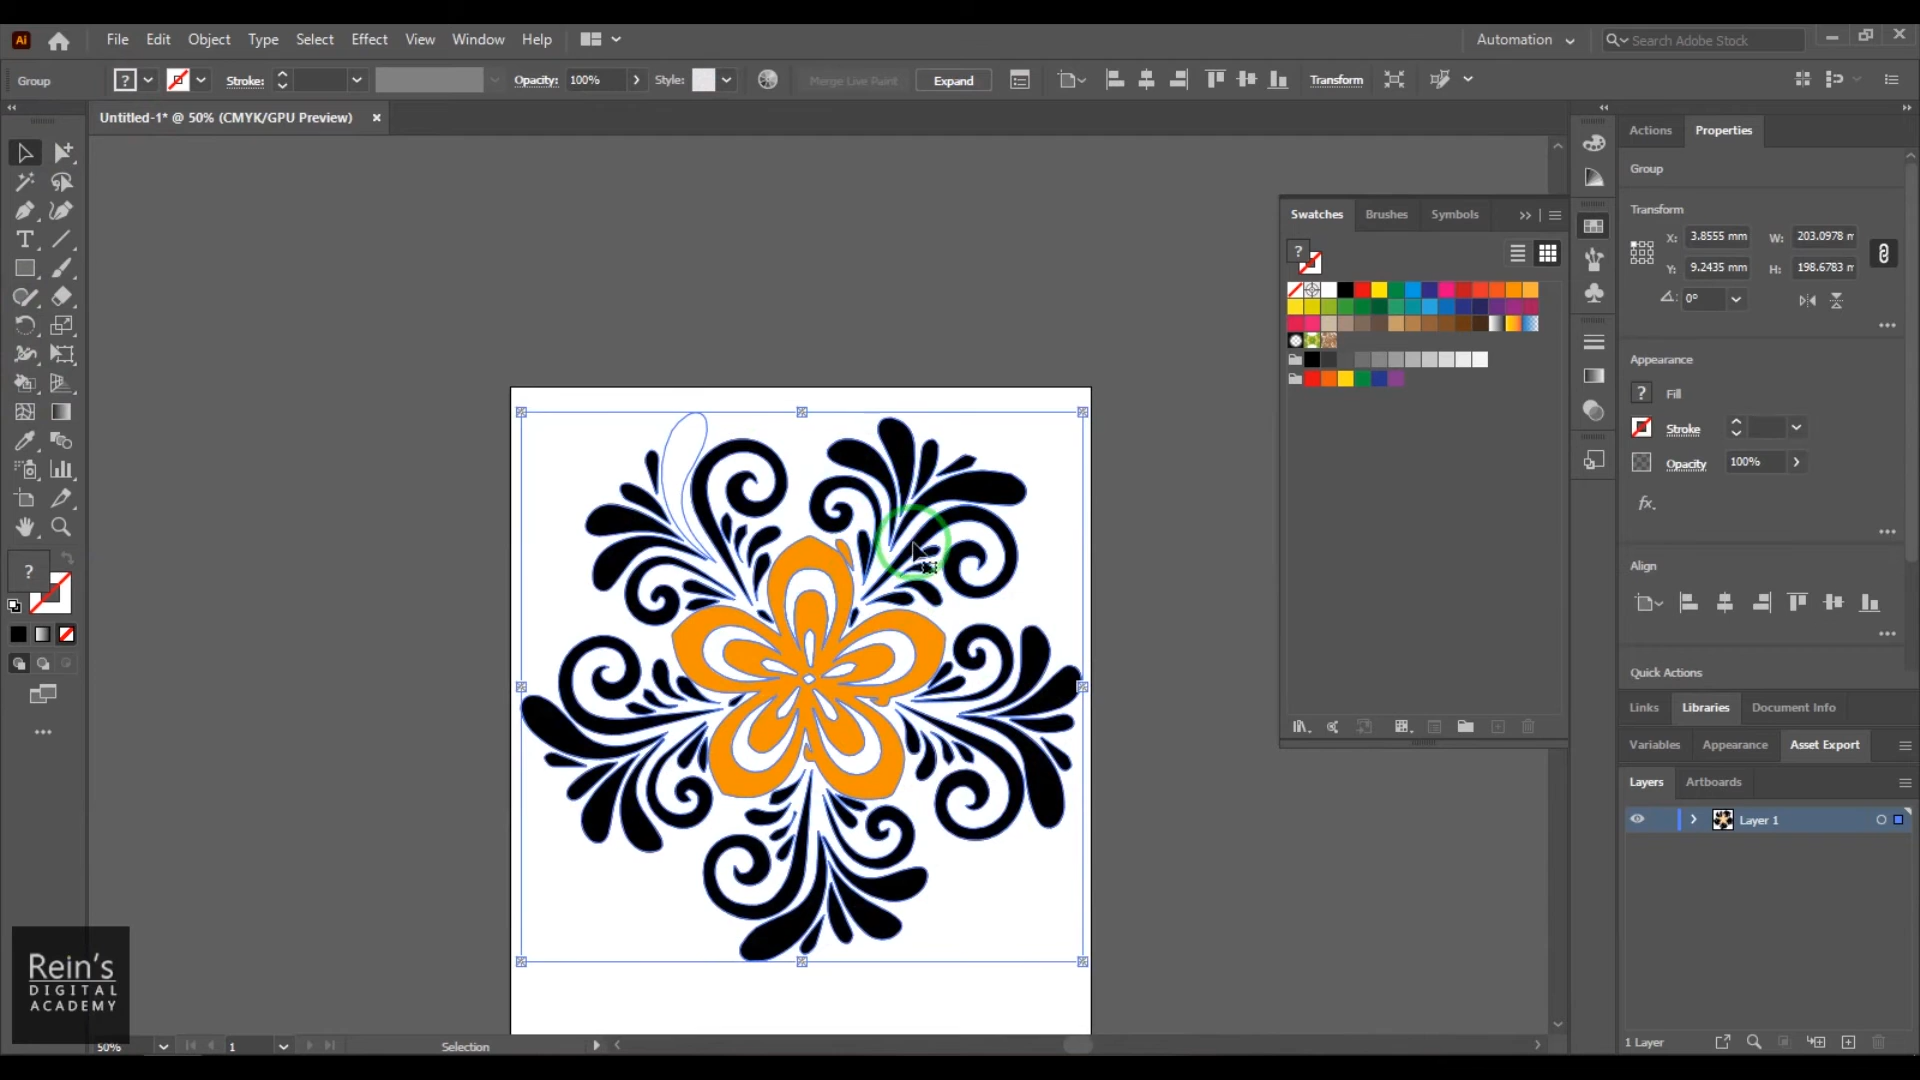 Ai File Edit Object Type Select Effect View Window Help Automation Search Adobe Stock
Group ? Stroke: Opacity: 100% Style: Merge Live Paint Expand Transform
Untitled-1* @ 50% (CMYK/GPU Preview) ×
Actions Properties
Group
Transform
X: 3.8555 mm W: 203.0978 m
Y: 9.2435 mm H: 198.6783 m
0°
Appearance
? Fill
Stroke
Opacity 100%
fx.
Align
Quick Actions
Links Libraries Document Info
Variables Appearance Asset Export
Layers Artboards
Layer 1
1 Layer
Swatches Brushes Symbols
?
?
Rein's
DIGITAL
ACADEMY
50% 1 Selection